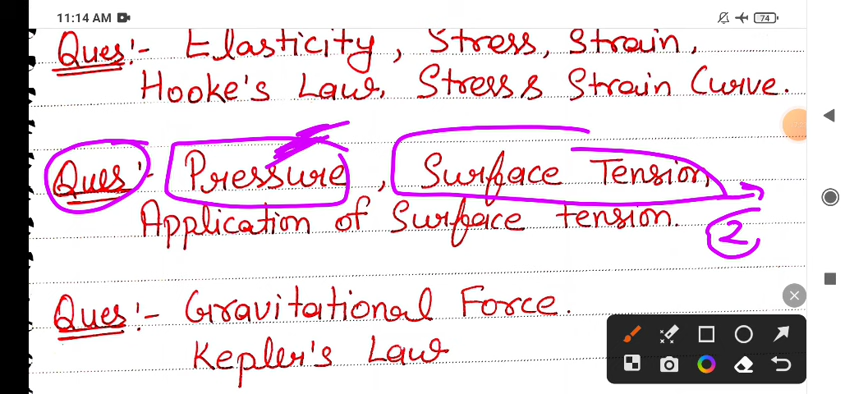 11:14 AM
74
Ques:- Elasticity, Stress, Strain,
Hooke's Law, Stress & Strain Curve.
Ques:- Pressure, Surface Tension
Application of Surface tension.
2
Ques:- Gravitational Force.
Kepler's Law